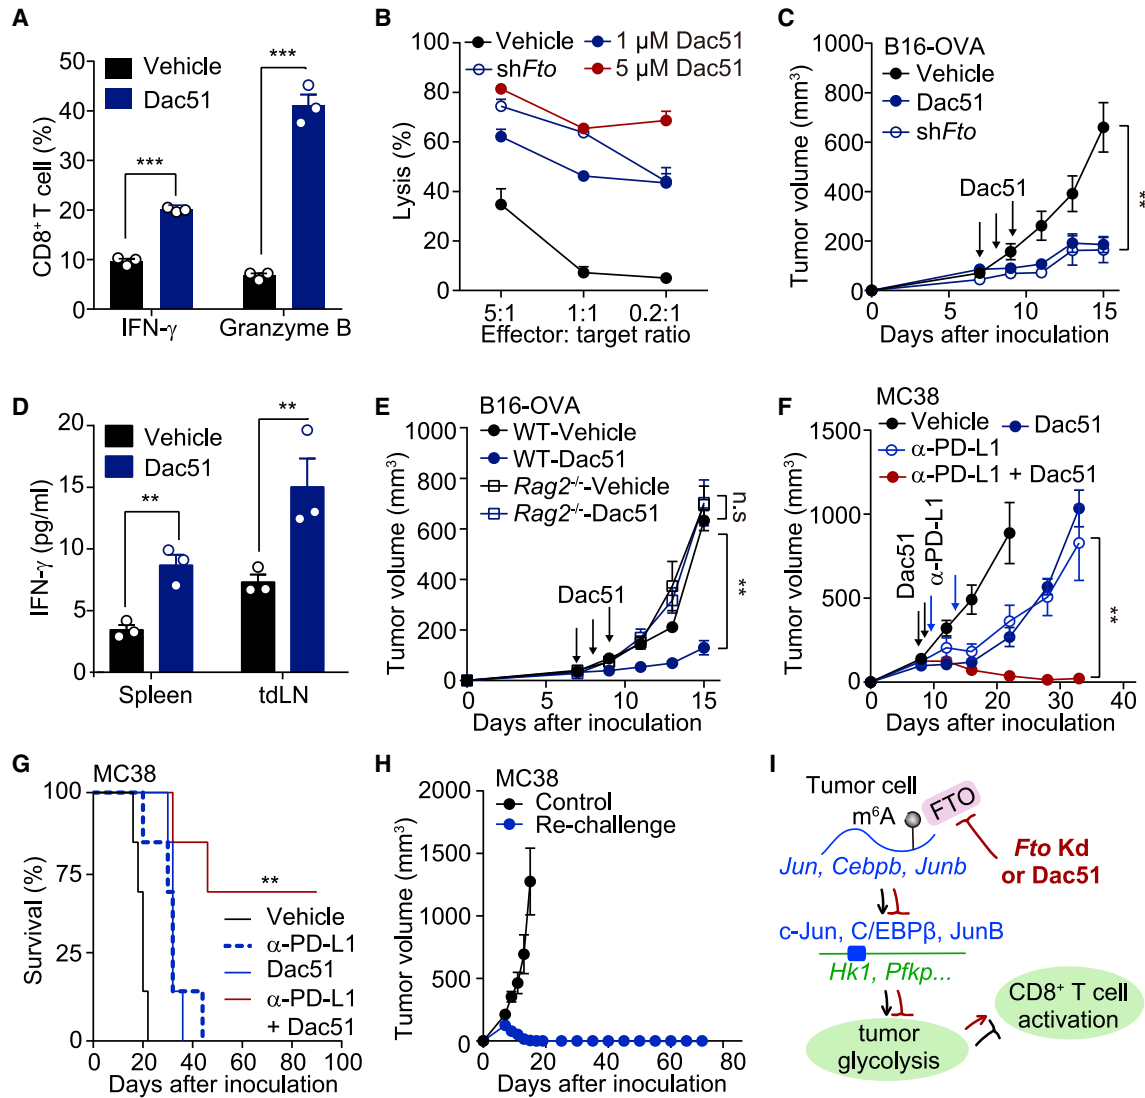 A
Vehicle
Dac51
CD8+ T cell (%)
50
40
30
20
10
0
***
***
IFN-γ
Granzyme B
B
Vehicle
1 μM Dac51
shFto
5 μM Dac51
Lysis (%)
100
80
60
40
20
0
5:1
1:1
0.2:1
Effector: target ratio
C
B16-OVA
Vehicle
Dac51
shFto
Tumor volume (mm³)
1000
800
600
400
200
0
Dac51
**
0
5
10
15
Days after inoculation
D
Vehicle
Dac51
IFN-γ (pg/ml)
20
15
10
5
0
**
**
Spleen
tdLN
E
B16-OVA
WT-Vehicle
WT-Dac51
Rag2-/--Vehicle
Rag2-/--Dac51
Tumor volume (mm³)
1000
800
600
400
200
0
Dac51
n.s
**
0
5
10
15
Days after inoculation
F
MC38
Vehicle
Dac51
α-PD-L1
α-PD-L1 + Dac51
Tumor volume (mm³)
1500
1000
500
0
Dac51
α-PD-L1
**
0
10
20
30
40
Days after inoculation
G
MC38
Survival (%)
100
75
25
0
**
Vehicle
α-PD-L1
Dac51
α-PD-L1
+ Dac51
0
20
40
60
80
100
Days after inoculation
H
MC38
Control
Re-challenge
Tumor volume (mm³)
2000
1500
1000
500
0
0
20
40
60
80
Days after inoculation
I
Tumor cell
m⁶A
FTO
Jun, Cebpb, Junb
Fto Kd
or Dac51
c-Jun, C/EBPβ, JunB
Hk1, Pfkp...
tumor
glycolysis
CD8+ T cell
activation